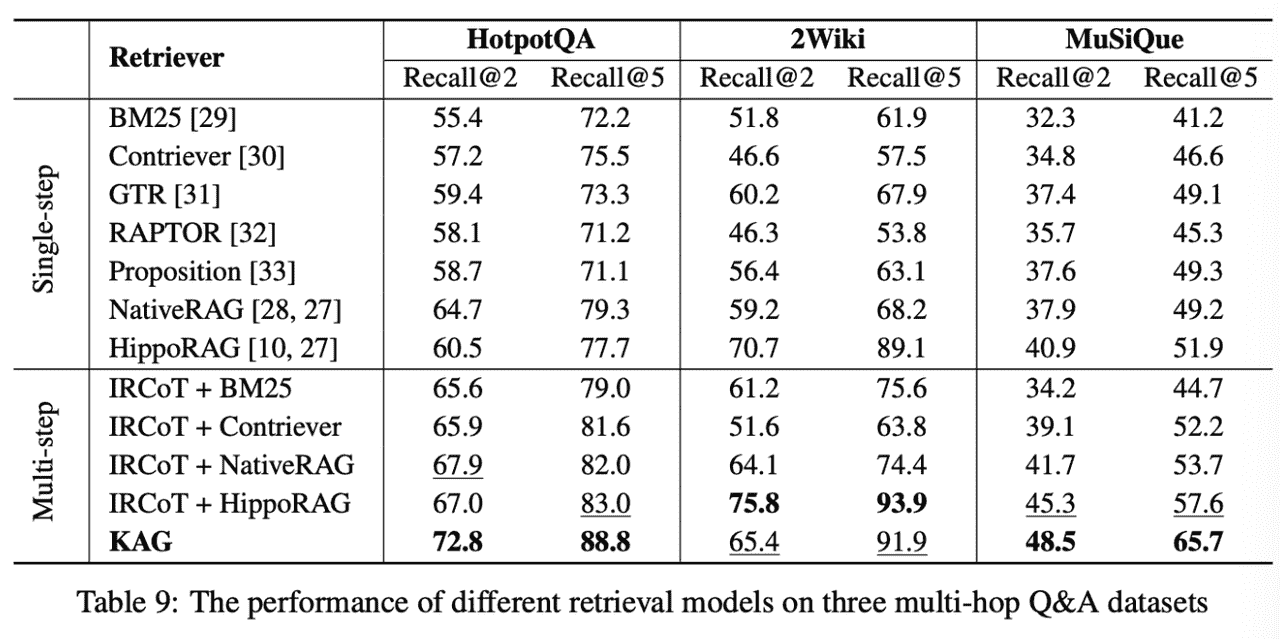 Retriever HotpotQA 2Wiki MuSiQue
Recall@2 Recall@5 Recall@2 Recall@5 Recall@2 Recall@5
Single-step
BM25 [29] 55.4 72.2 51.8 61.9 32.3 41.2
Contriever [30] 57.2 75.5 46.6 57.5 34.8 46.6
GTR [31] 59.4 73.3 60.2 67.9 37.4 49.1
RAPTOR [32] 58.1 71.2 46.3 53.8 35.7 45.3
Proposition [33] 58.7 71.1 56.4 63.1 37.6 49.3
NativeRAG [28, 27] 64.7 79.3 59.2 68.2 37.9 49.2
HippoRAG [10, 27] 60.5 77.7 70.7 89.1 40.9 51.9
Multi-step
IRCoT + BM25 65.6 79.0 61.2 75.6 34.2 44.7
IRCoT + Contriever 65.9 81.6 51.6 63.8 39.1 52.2
IRCoT + NativeRAG 67.9 82.0 64.1 74.4 41.7 53.7
IRCoT + HippoRAG 67.0 83.0 75.8 93.9 45.3 57.6
KAG 72.8 88.8 65.4 91.9 48.5 65.7
Table 9: The performance of different retrieval models on three multi-hop Q&A datasets